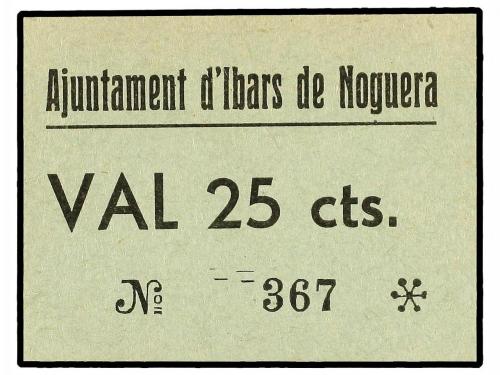 Ajuntament d'Ibars de Noguera
VAL 25 cts.
Nº 367